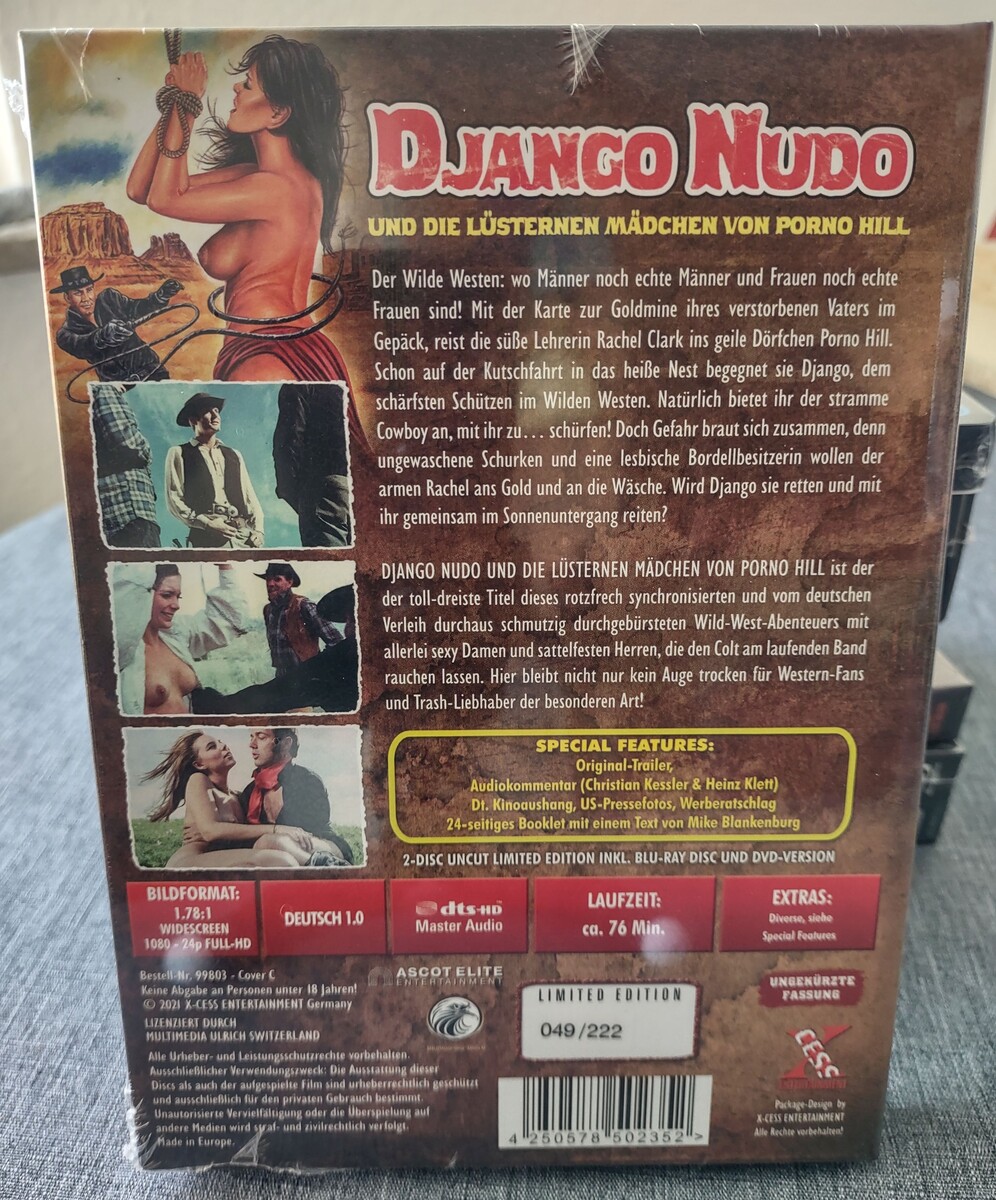 DJANGO NUDO
UND DIE LÜSTERNEN MÄDCHEN VON PORNO HILL
Der Wilde Westen: wo Männer noch echte Männer und Frauen noch echte
Frauen sind! Mit der Karte zur Goldmine ihres verstorbenen Vaters im
Gepäck, reist die süße Lehrerin Rachel Clark ins geile Dörfchen Porno Hill.
Schon auf der Kutschfahrt in das heiße Nest begegnet sie Django, dem
schärfsten Schützen im Wilden Westen. Natürlich bietet ihr der stramme
Cowboy an, mit ihr zu... schürfen! Doch Gefahr braut sich zusammen, denn
ungewaschene Schurken und eine lesbische Bordellbesitzerin wollen der
armen Rachel ans Gold und an die Wäsche. Wird Django sie retten und mit
ihr gemeinsam im Sonnenuntergang reiten?
DJANGO NUDO UND DIE LÜSTERNEN MÄDCHEN VON PORNO HILL ist der
der toll-dreiste Titel dieses rotzfrech synchronisierten und vom deutschen
Verleih durchaus schmutzig durchgebürsteten Wild-West-Abenteuers mit
allerlei sexy Damen und sattelfesten Herren, die den Colt am laufenden Band
rauchen lassen. Hier bleibt nicht nur kein Auge trocken für Western-Fans
und Trash-Liebhaber der besonderen Art!
SPECIAL FEATURES:
Original-Trailer,
Audiokommentar (Christian Kessler & Heinz Klett)
Dt. Kinoaushang, US-Pressefotos, Werberatschlag
24-seitiges Booklet mit einem Text von Mike Blankenburg
2-DISC UNCUT LIMITED EDITION INKL. BLU-RAY DISC UND DVD-VERSION
BILDFORMAT:
1.78:1
WIDESCREEN
1080 - 24p FULL-HD
DEUTSCH 1.0
dts-HD
Master Audio
LAUFZEIT:
ca. 76 Min.
EXTRAS:
Diverse, siehe
Special Features
Bestell-Nr. 99803 - Cover C
Keine Abgabe an Personen unter 18 Jahren!
© 2021 X-CESS ENTERTAINMENT Germany
LIZENZIERT DURCH
MULTIMEDIA ULRICH SWITZERLAND
Alle Urheber- und Leistungsschutzrechte vorbehalten.
Ausschließlicher Verwendungszweck: Die Ausstattung dieser
Discs als auch der aufgespielte Film sind urheberrechtlich geschützt
und ausschließlich für den privaten Gebrauch bestimmt.
Unautorisierte Vervielfältigung oder die Überspielung auf
andere Medien wird straf- und zivilrechtlich verfolgt.
Made in Europe.
ASCOT ELITE
ENTERTAINMENT
LIMITED EDITION
049/222
4 250578 502352 >
UNGEKÜRZTE
FASSUNG
XCESS
ENTERTAINMENT
Package-Design by
X-CESS ENTERTAINMENT
Alle Rechte vorbehalten!